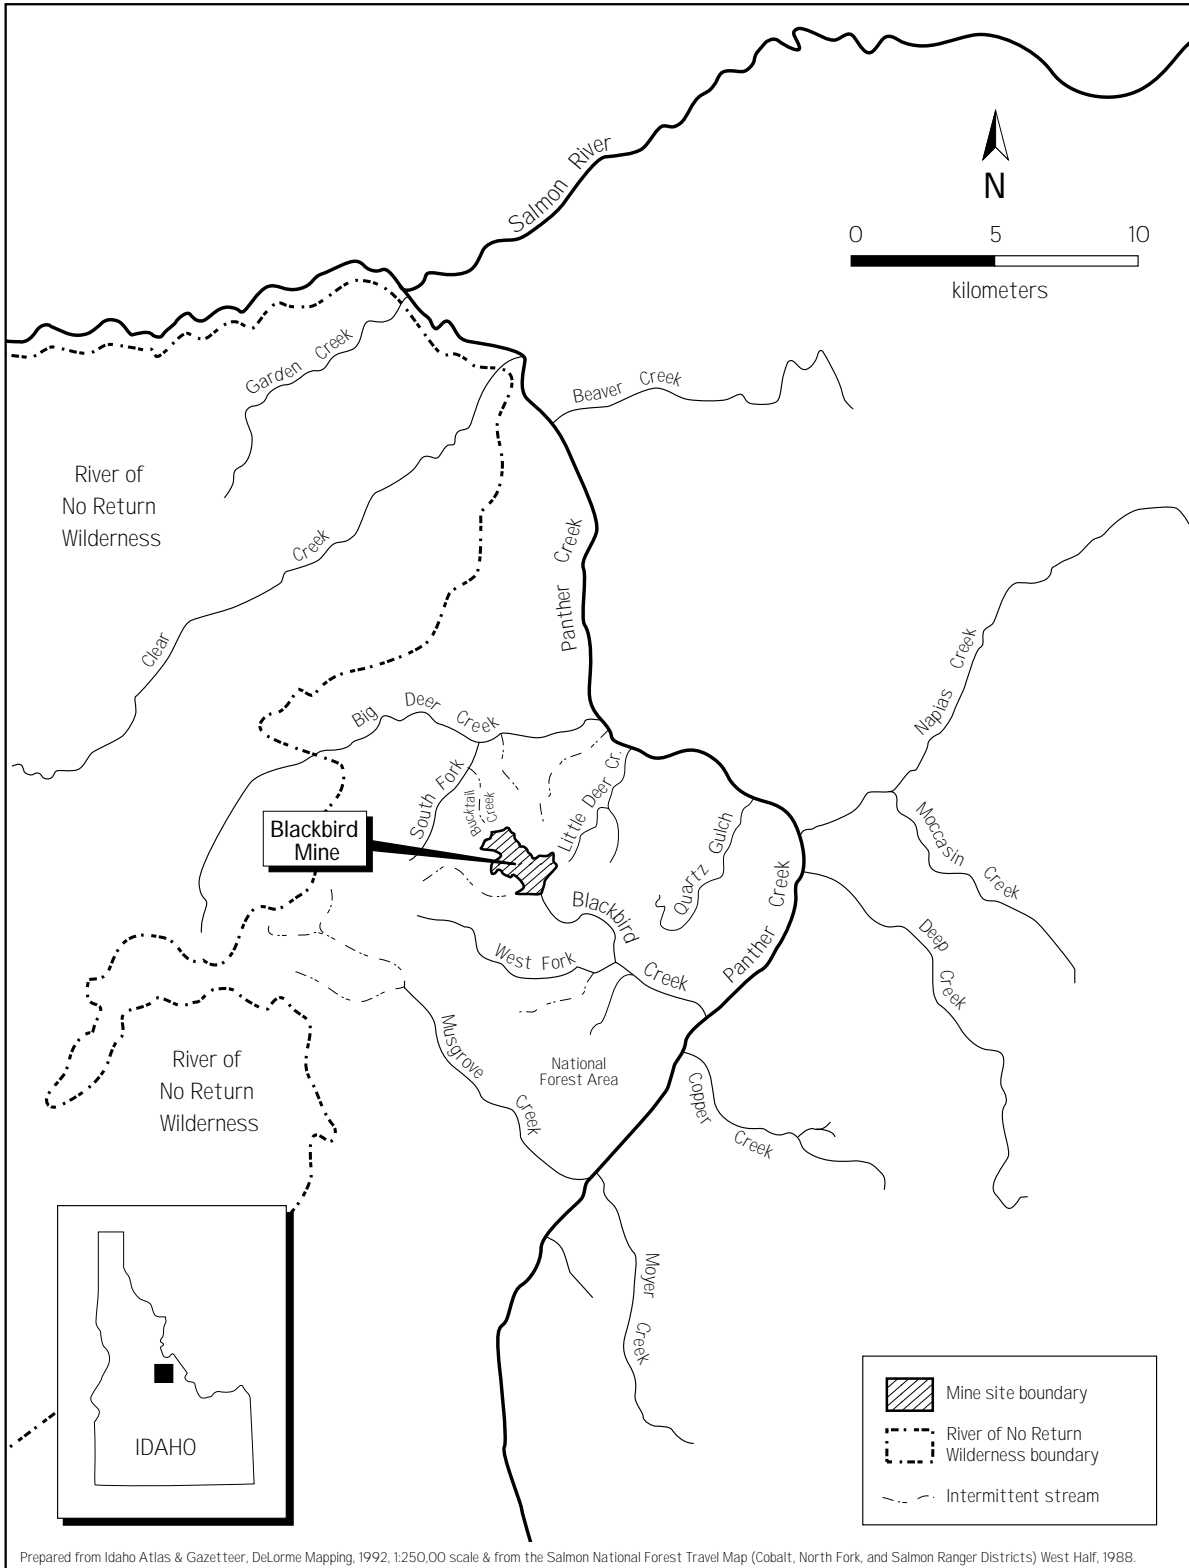 Salmon River
N
0 5 10
kilometers
Garden Creek
Beaver Creek
River of
No Return
Wilderness
Clear Creek
Panther Creek
Napias Creek
Big Deer Creek
South Fork
Bucktail
Creek
Little Deer Cr.
Blackbird
Mine
Quartz Gulch
Moccasin Creek
Panther Creek
Blackbird Creek
West Fork
Deep Creek
Musgrove Creek
National
Forest Area
River of
No Return
Wilderness
Copper Creek
Moyer Creek
IDAHO
Mine site boundary
River of No Return
Wilderness boundary
Intermittent stream
Prepared from Idaho Atlas & Gazetteer, DeLorme Mapping, 1992, 1:250,00 scale & from the Salmon National Forest Travel Map (Cobalt, North Fork, and Salmon Ranger Districts) West Half, 1988.